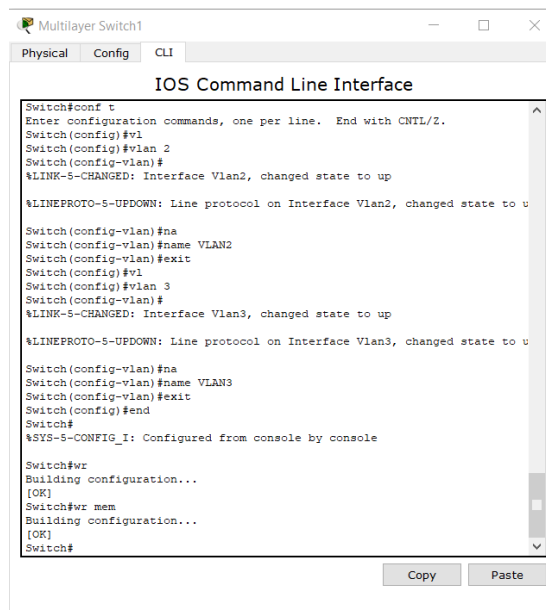 Multilayer Switch1
Physical Config CLI
IOS Command Line Interface
Switch#conf t
Enter configuration commands, one per line.  End with CNTL/Z.
Switch(config)#vl
Switch(config)#vlan 2
Switch(config-vlan)#
%LINK-5-CHANGED: Interface Vlan2, changed state to up
%LINEPROTO-5-UPDOWN: Line protocol on Interface Vlan2, changed state to u
Switch(config-vlan)#na
Switch(config-vlan)#name VLAN2
Switch(config-vlan)#exit
Switch(config)#vl
Switch(config)#vlan 3
Switch(config-vlan)#
%LINK-5-CHANGED: Interface Vlan3, changed state to up
%LINEPROTO-5-UPDOWN: Line protocol on Interface Vlan3, changed state to u
Switch(config-vlan)#na
Switch(config-vlan)#name VLAN3
Switch(config-vlan)#exit
Switch(config)#end
Switch#
%SYS-5-CONFIG_I: Configured from console by console
Switch#wr
Building configuration...
[OK]
Switch#wr mem
Building configuration...
[OK]
Switch#
Copy Paste